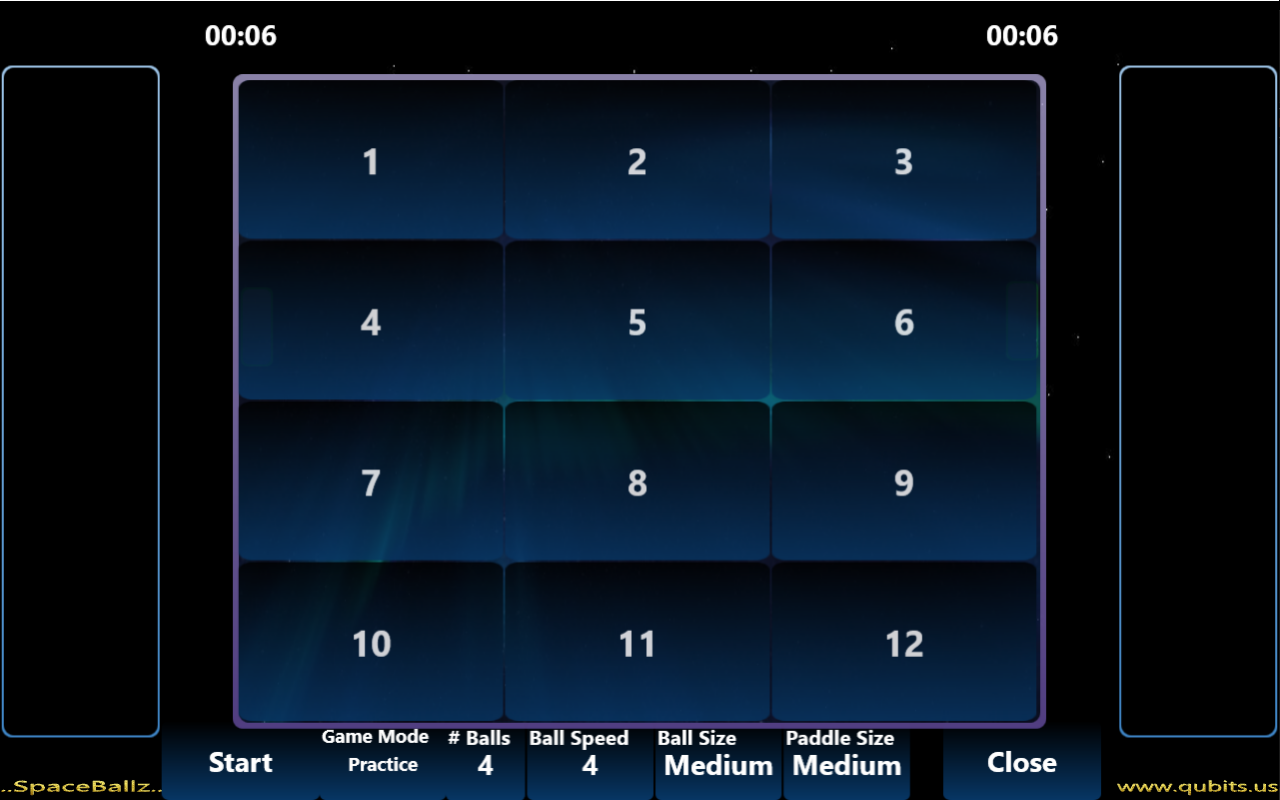 00:06 00:06
1 2 3
4 5 6
7 8 9
10 11 12
Game Mode # Balls Ball Speed Ball Size Paddle Size
Start Practice 4 4 Medium Medium Close
..SpaceBallz.. www.qubits.us